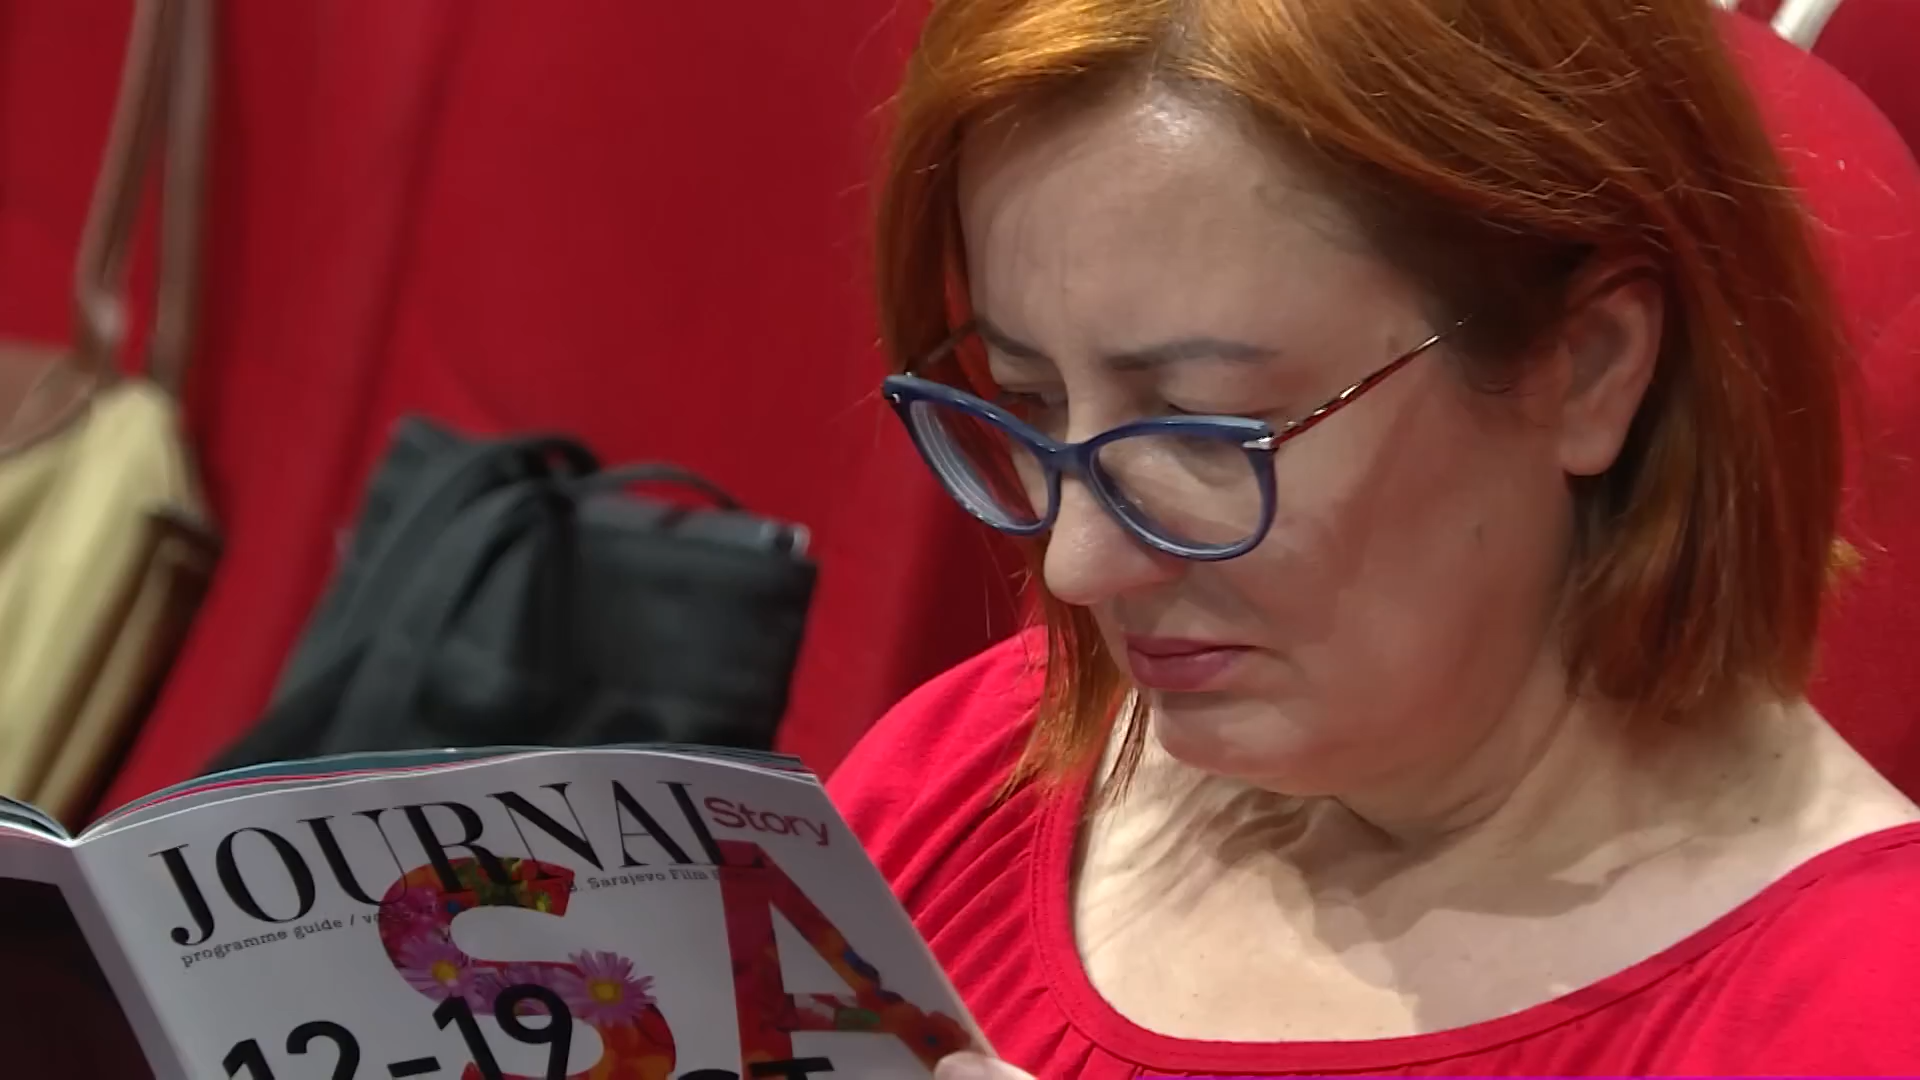 JOURNAL
Story
Sarajevo Film
programme guide /
SA
12-19